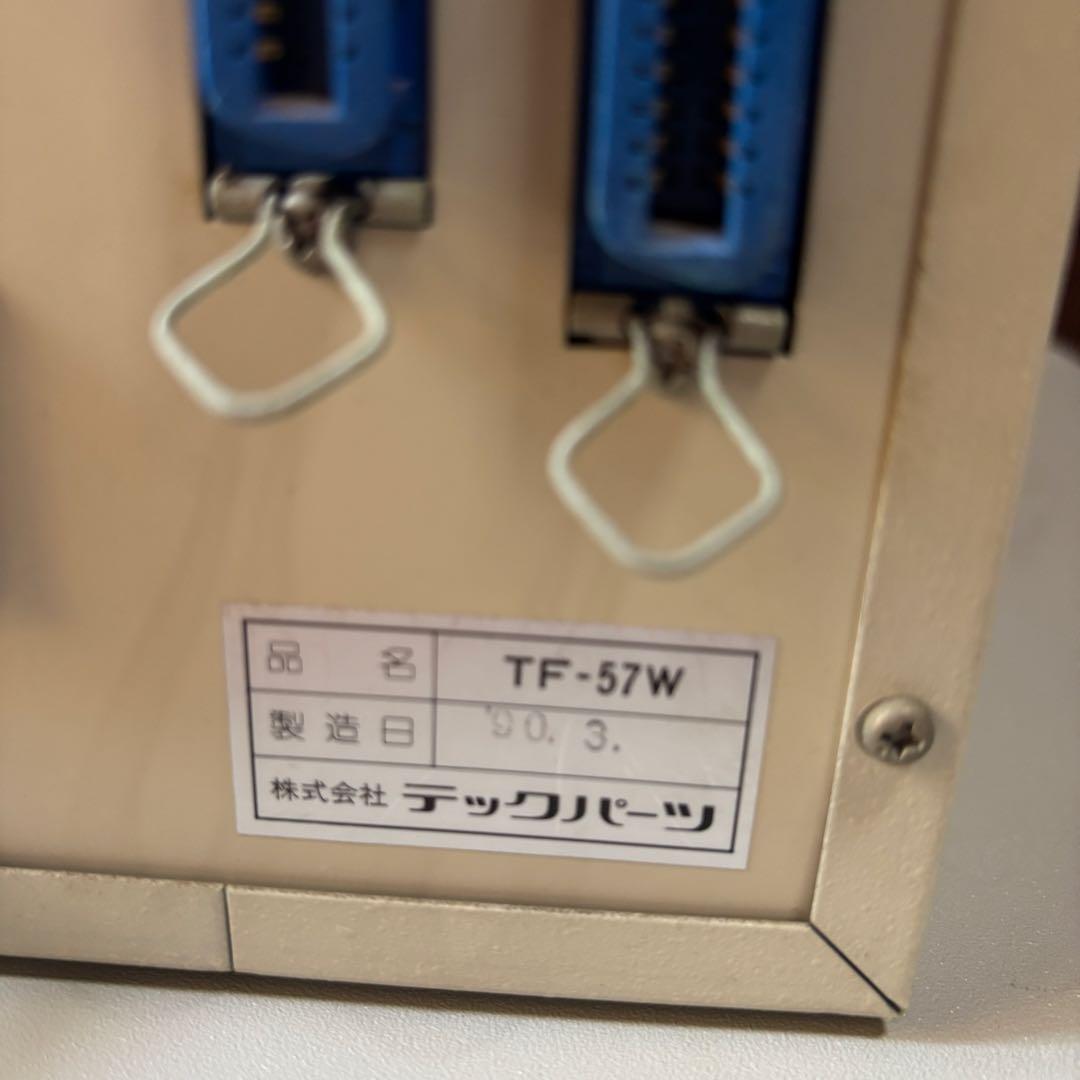 品名 TF-57W
製造日 '90. 3.
株式会社 テックパーツ